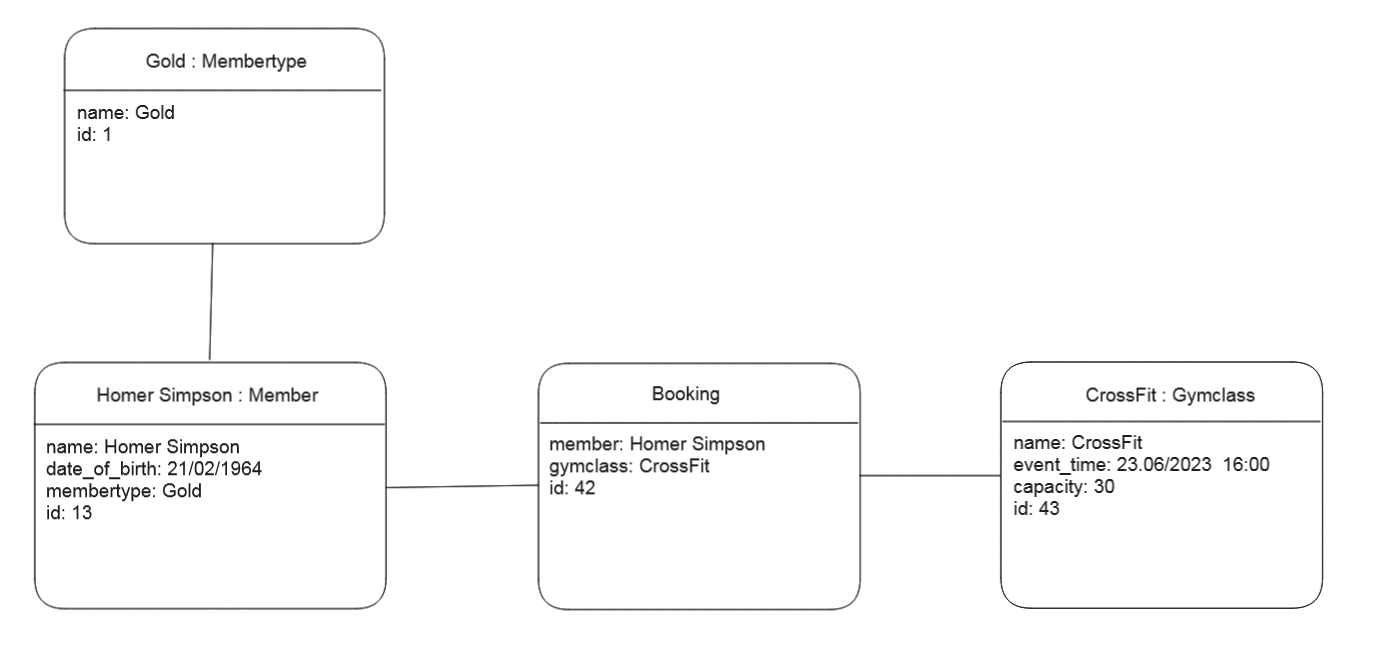 Gold : Membertype
name: Gold
id: 1
Homer Simpson : Member
name: Homer Simpson
date_of_birth: 21/02/1964
membertype: Gold
id: 13
Booking
member: Homer Simpson
gymclass: CrossFit
id: 42
CrossFit : Gymclass
name: CrossFit
event_time: 23.06/2023  16:00
capacity: 30
id: 43